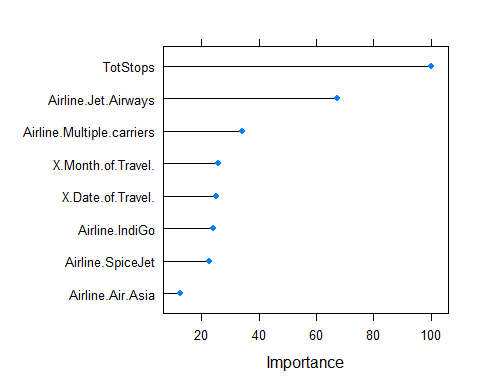 TotStops
Airline.Jet.Airways
Airline.Multiple.carriers
X.Month.of.Travel.
X.Date.of.Travel.
Airline.IndiGo
Airline.SpiceJet
Airline.Air.Asia
20 40 60 80 100
Importance